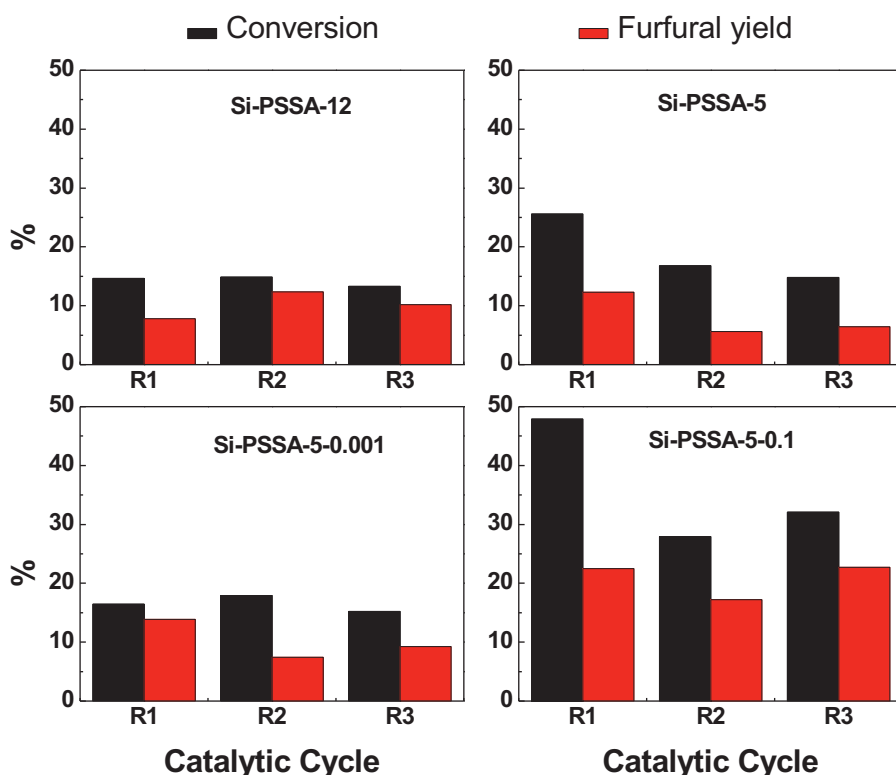 Conversion
Furfural yield
50
40
30
20
10
0
%
Si-PSSA-12
R1
R2
R3
50
40
30
20
10
0
Si-PSSA-5
R1
R2
R3
50
40
30
20
10
0
%
Si-PSSA-5-0.001
R1
R2
R3
Catalytic Cycle
50
40
30
20
10
0
Si-PSSA-5-0.1
R1
R2
R3
Catalytic Cycle